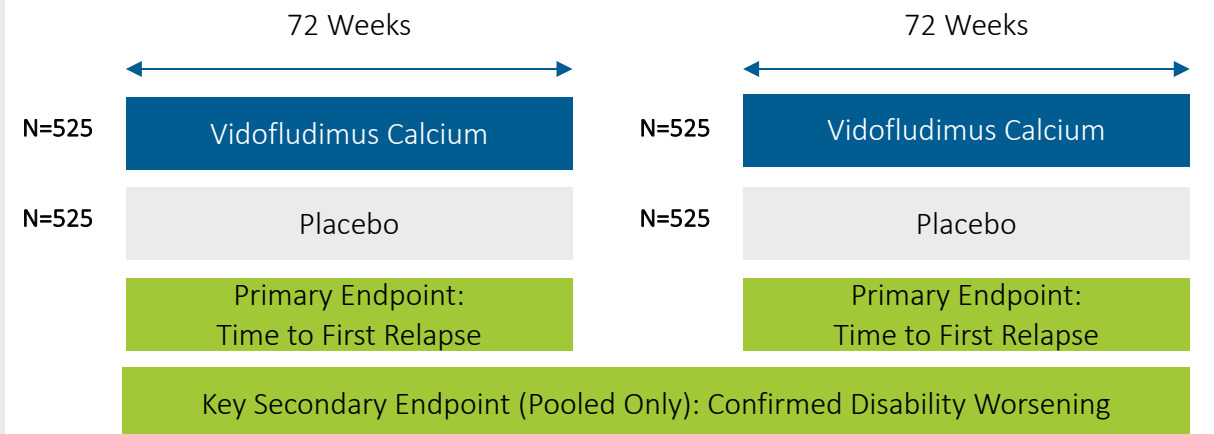 72 Weeks
72 Weeks
N=525
Vidofludimus Calcium
N=525
Vidofludimus Calcium
N=525
Placebo
N=525
Placebo
Primary Endpoint:
Time to First Relapse
Primary Endpoint:
Time to First Relapse
Key Secondary Endpoint (Pooled Only): Confirmed Disability Worsening